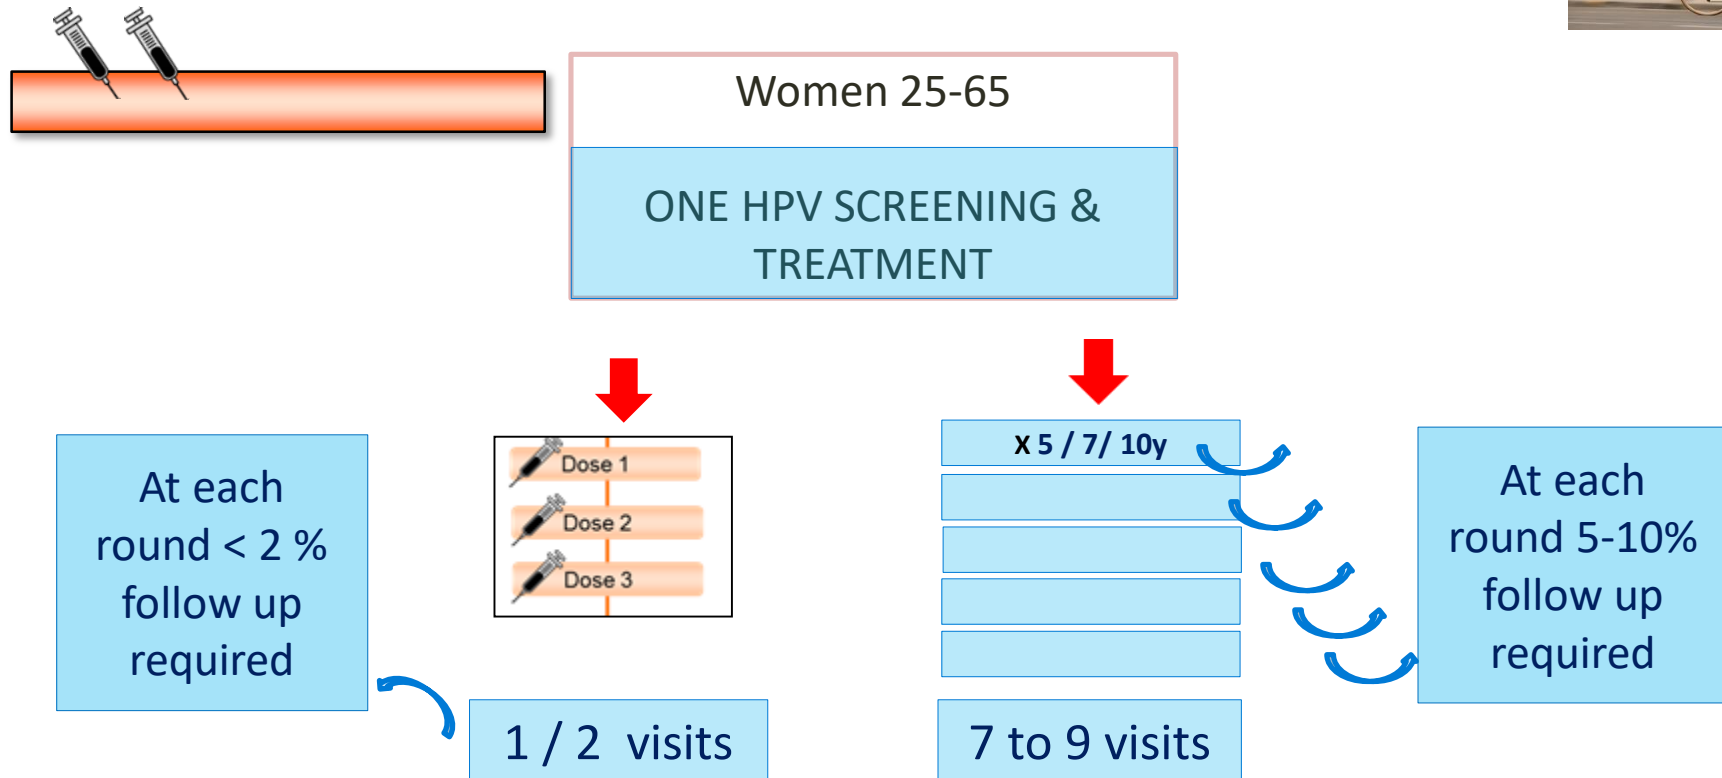 Women 25-65
ONE HPV SCREENING &
TREATMENT
At each
round < 2 %
follow up
required
Dose 1
Dose 2
Dose 3
1 / 2 visits
X 5 / 7/ 10y
7 to 9 visits
At each
round 5-10%
follow up
required